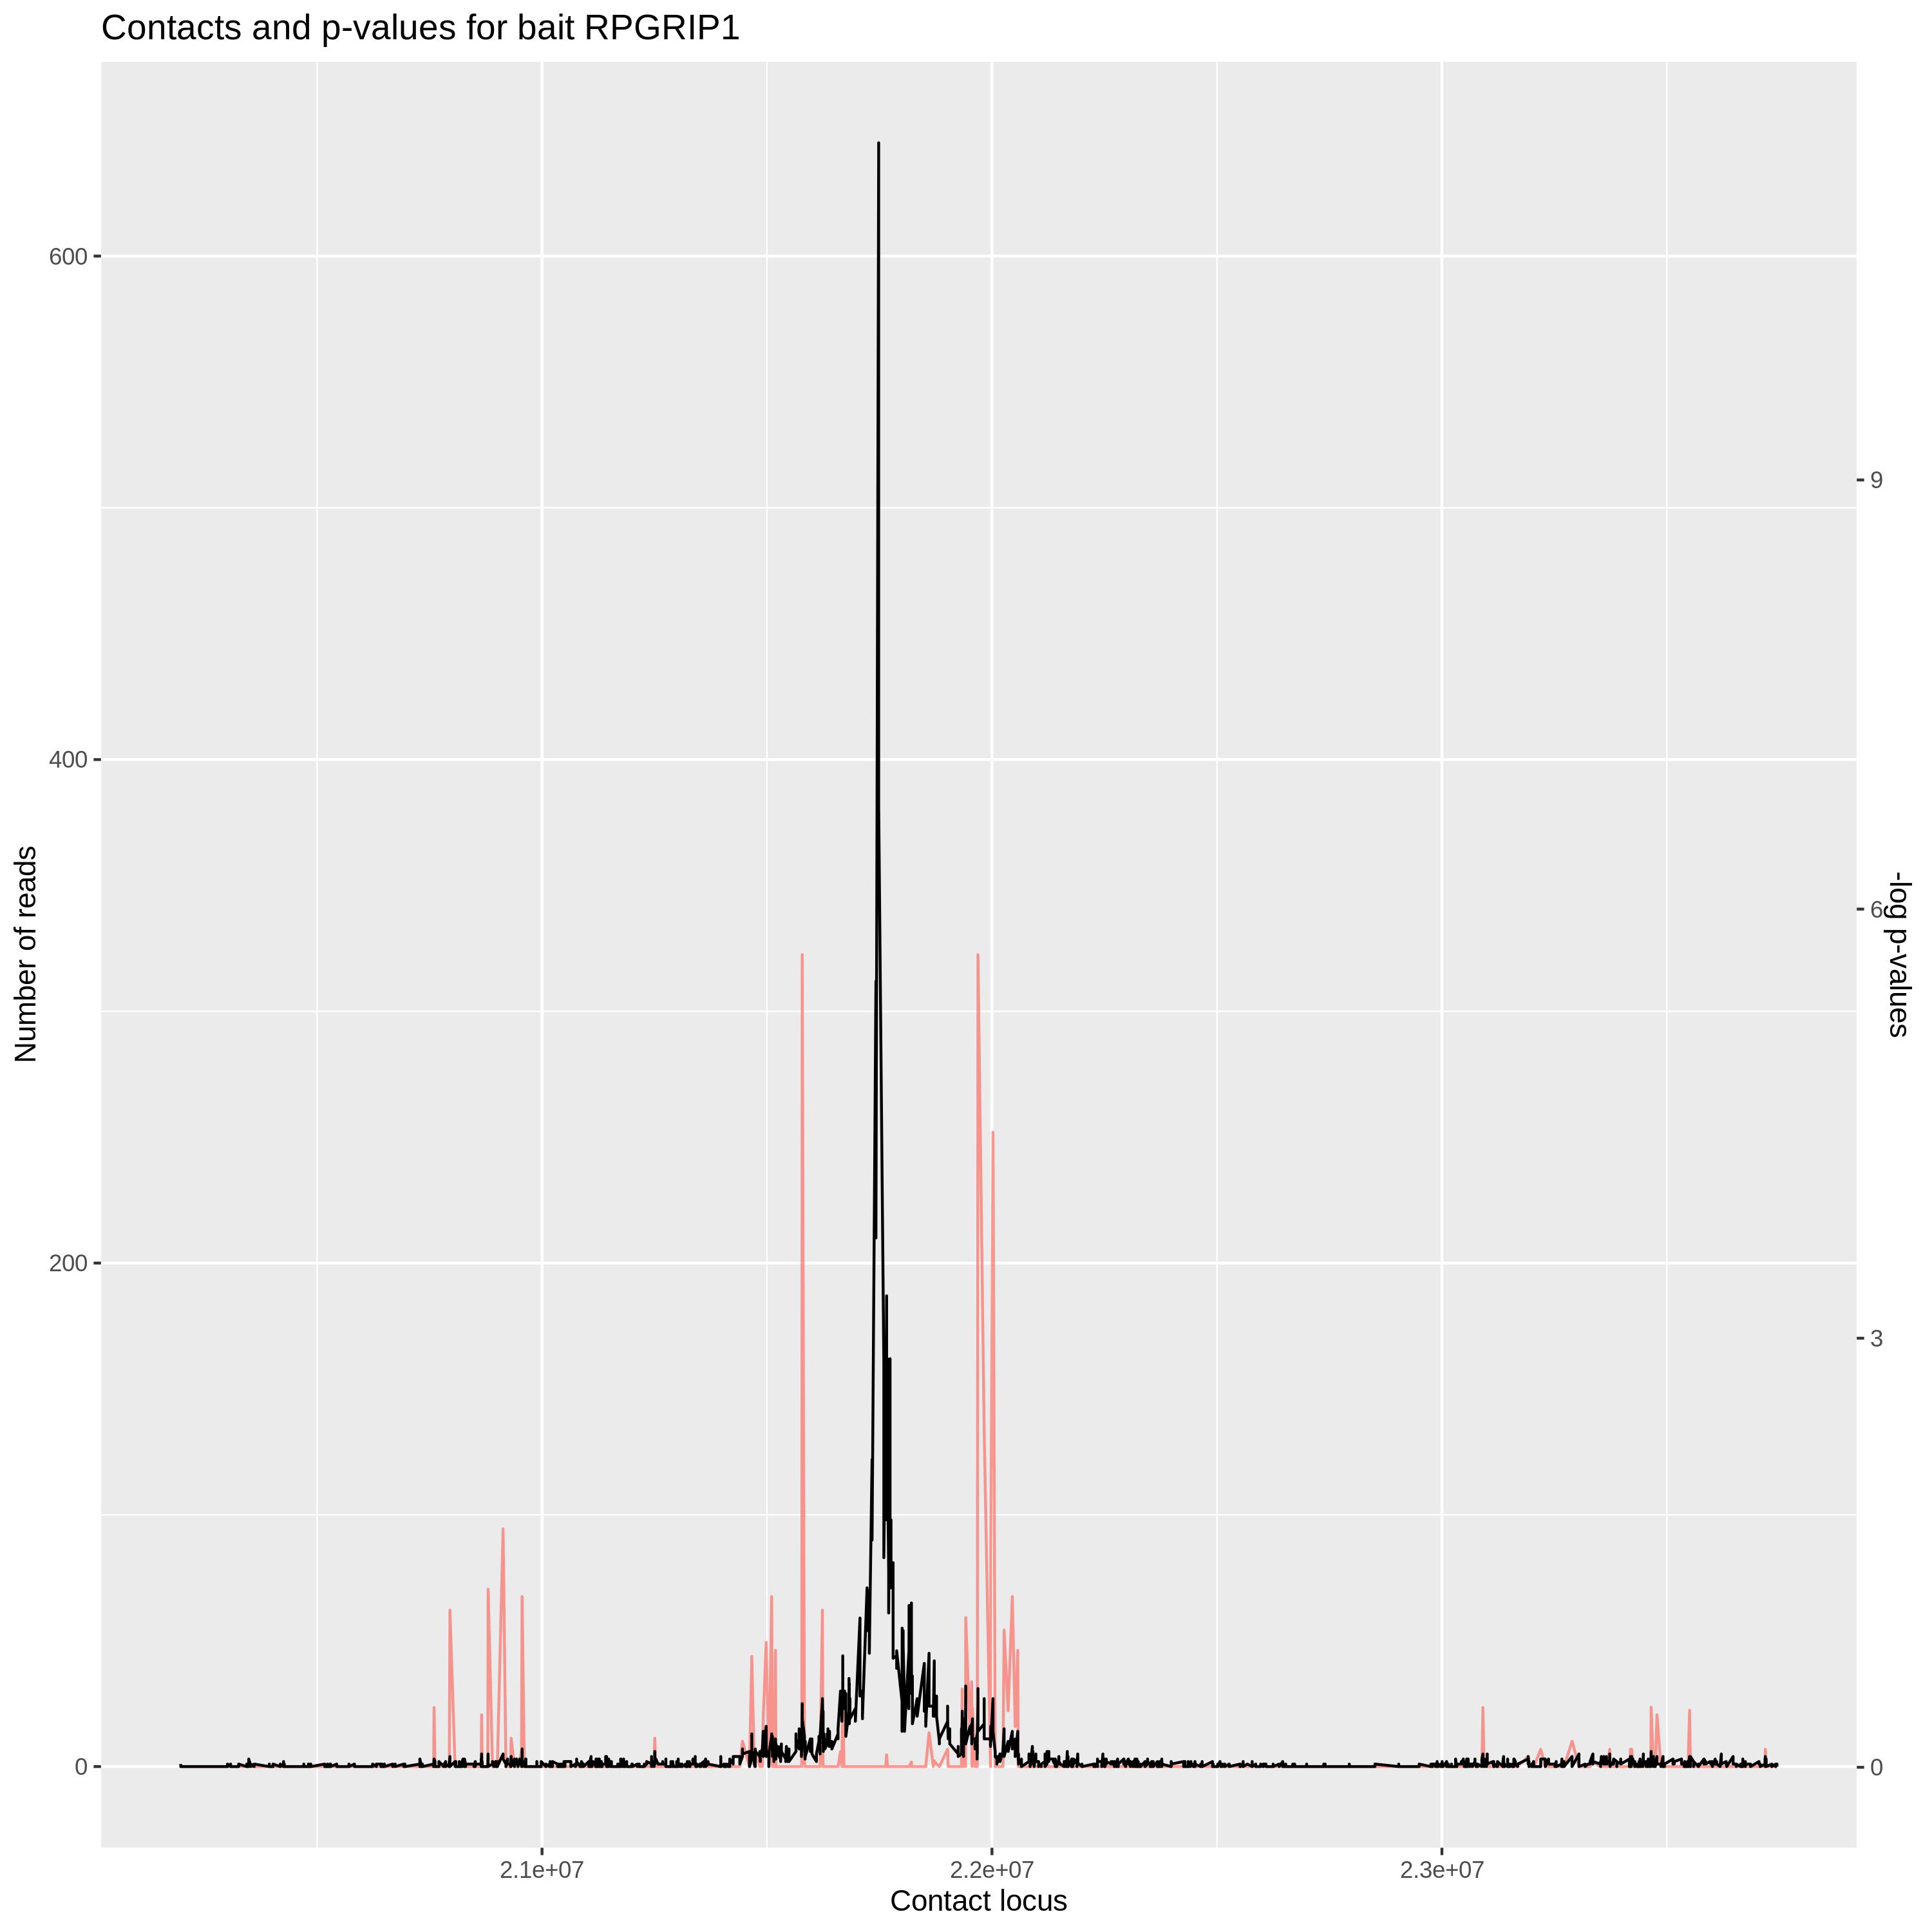 Contacts and p-values for bait RPGRIP1
600
400
200
0
Number of reads
9
6
3
0
-log p-values
2.1e+07
2.2e+07
2.3e+07
Contact locus